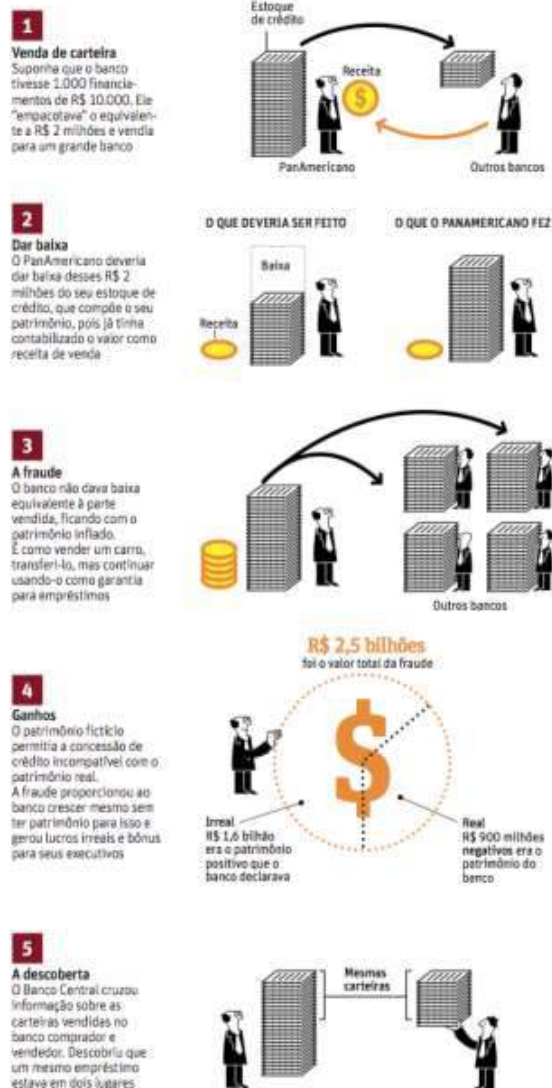 1
Venda de carteira
Suponha que o banco
tivesse 1.000 financia-
mentos de R$ 10.000. Ele
"empacotava" o equivalen-
te a R$ 2 milhões e vendia
para um grande banco
Estoque
de crédito
Receita
$
PanAmericano
Outros bancos
2
Dar baixa
O PanAmericano deveria
dar baixa desses R$ 2
milhões do seu estoque de
crédito, que compõe o seu
patrimônio, pois já tinha
contabilizado o valor como
receita de venda
O QUE DEVERIA SER FEITO
O QUE O PANAMERICANO FEZ
Baixa
Receita
3
A fraude
O banco não dava baixa
equivalente à parte
vendida, ficando com o
patrimônio inflado.
É como vender um carro,
transferi-lo, mas continuar
usando-o como garantia
para empréstimos
Outros bancos
4
Ganhos
O patrimônio fictício
permitia a concessão de
crédito incompatível com o
patrimônio real.
A fraude proporcionou ao
banco crescer mesmo sem
ter patrimônio para isso e
gerou lucros irreais e bônus
para seus executivos
R$ 2,5 bilhões
foi o valor total da fraude
$
Irreal
R$ 1,6 bilhão
era o patrimônio
positivo que o
banco declarava
Real
R$ 900 milhões
negativos era o
patrimônio do
banco
5
A descoberta
O Banco Central cruzou
informação sobre as
carteiras vendidas no
banco comprador e
vendedor. Descobriu que
um mesmo empréstimo
estava em dois lugares
Mesmas
carteiras